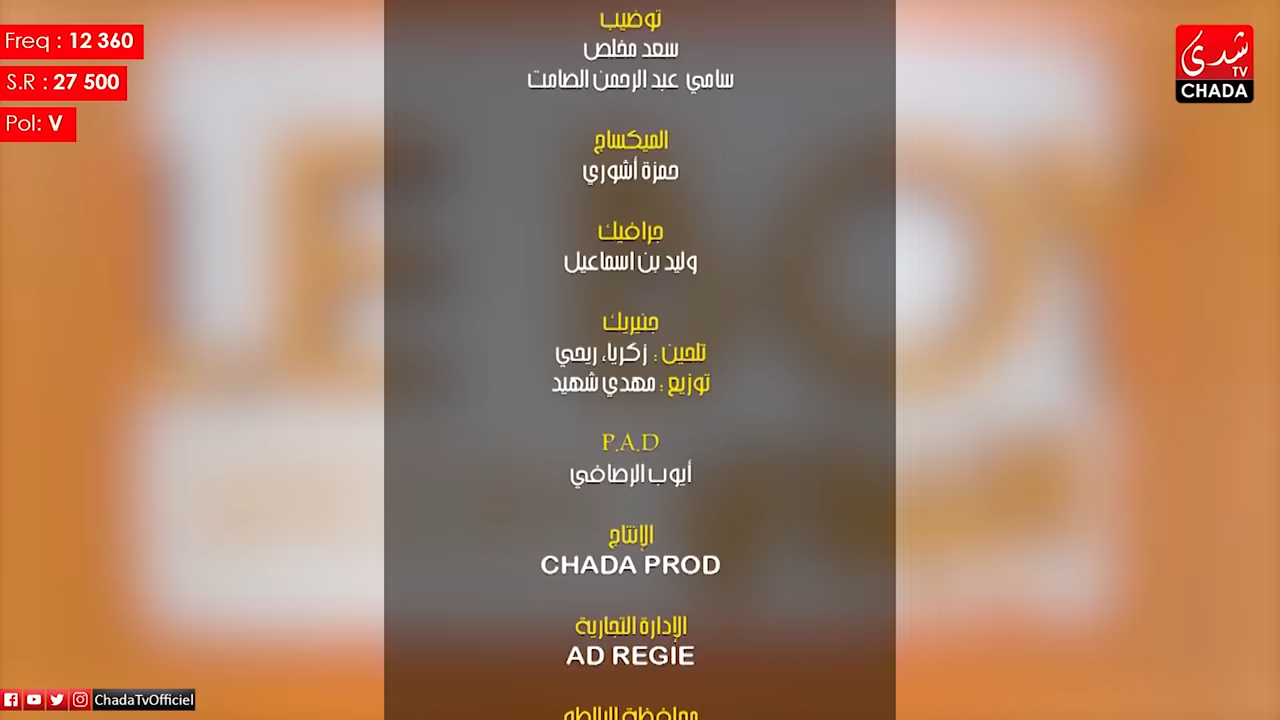 Freq : 12 360
S.R : 27 500
Pol: V
شدى
TV
CHADA
توضيب
سعد مخلص
سامي عبد الرحمن الصامت
الميكساج
حمزة أشوري
جرافيك
وليد بن اسماعيل
جنيريك
تلحين : زكرياء ريحي
توزيع : مهدي شهيد
P.A.D
أيوب الرصافي
الإنتاج
CHADA PROD
الإدارة التجارية
AD REGIE
ChadaTvOfficiel